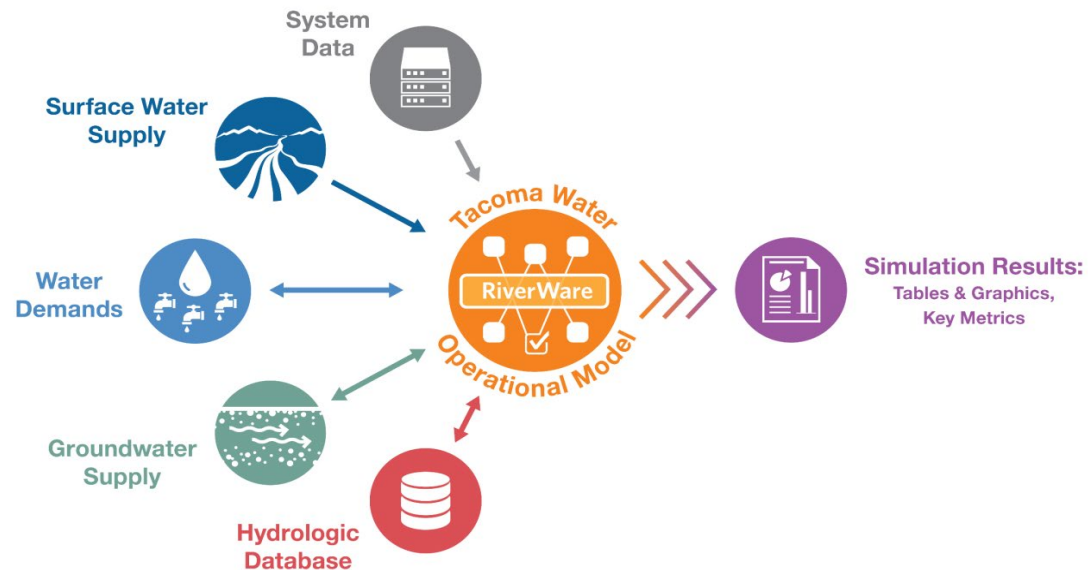 System
Data
Surface Water
Supply
Water
Demands
Groundwater
Supply
Hydrologic
Database
Tacoma Water
RiverWare
Operational Model
Simulation Results:
Tables & Graphics,
Key Metrics